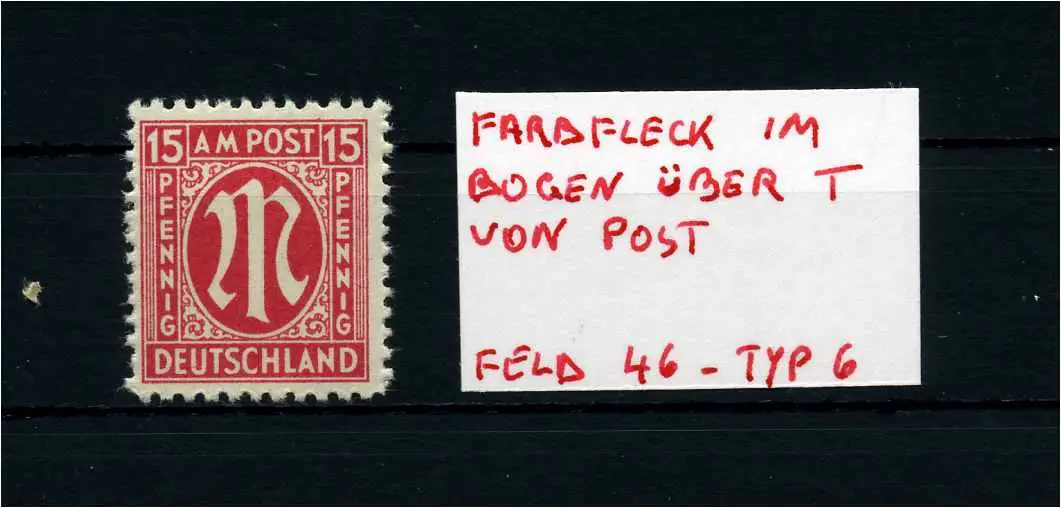 15 AM POST 15
PFENNIG
PFENNIG
M
DEUTSCHLAND
FARBFLECK IM
BOGEN ÜBER T
VON POST
FELD 46 - TYP 6